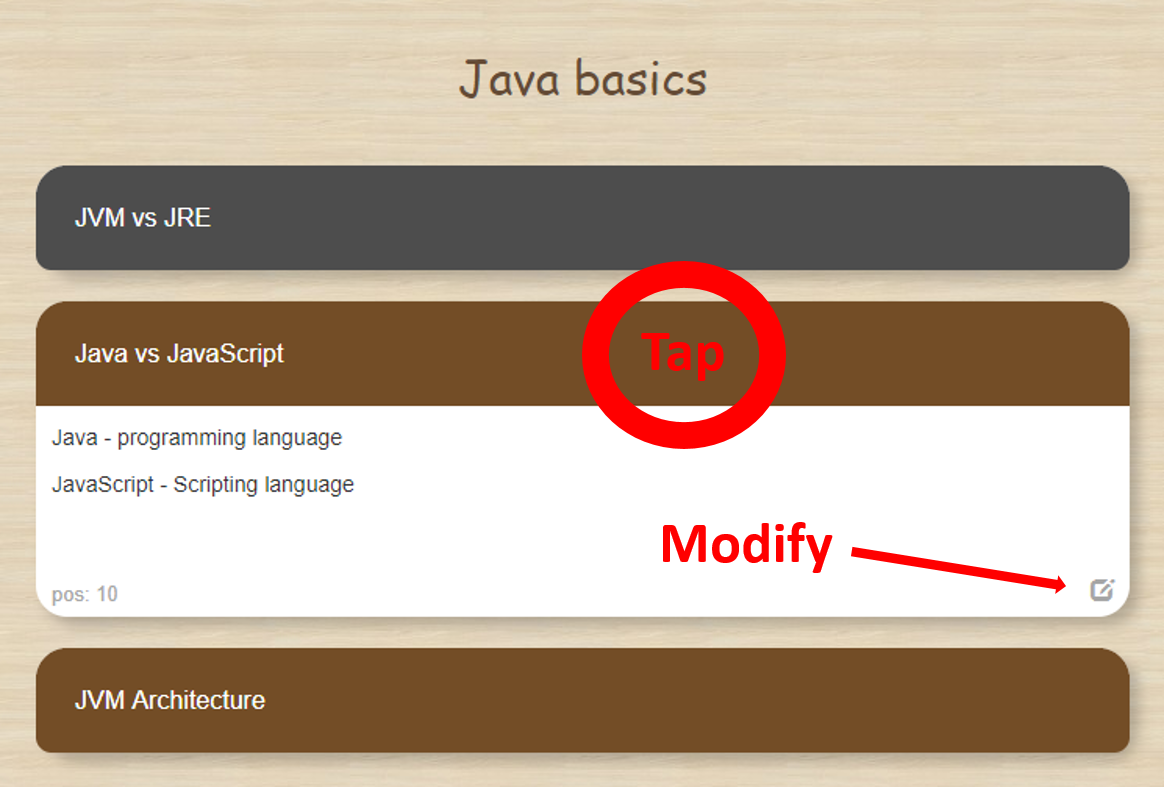 Java basics
JVM vs JRE
Java vs JavaScript
Tap
Java - programming language
JavaScript - Scripting language
Modify
pos: 10
JVM Architecture